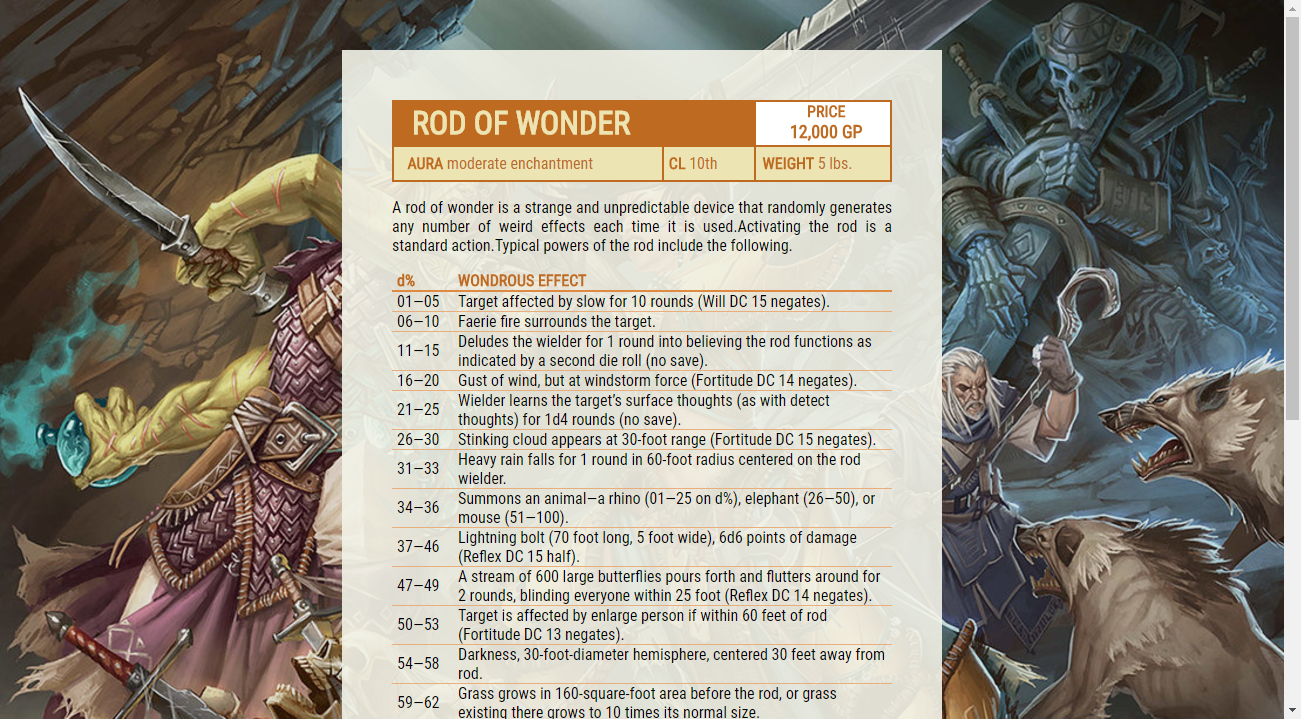 ROD OF WONDER
PRICE
12,000 GP
AURA moderate enchantment
CL 10th
WEIGHT 5 lbs.
A rod of wonder is a strange and unpredictable device that randomly generates
any number of weird effects each time it is used.Activating the rod is a
standard action.Typical powers of the rod include the following.
d% WONDROUS EFFECT
01—05 Target affected by slow for 10 rounds (Will DC 15 negates).
06—10 Faerie fire surrounds the target.
11—15 Deludes the wielder for 1 round into believing the rod functions as
indicated by a second die roll (no save).
16—20 Gust of wind, but at windstorm force (Fortitude DC 14 negates).
21—25 Wielder learns the target's surface thoughts (as with detect
thoughts) for 1d4 rounds (no save).
26—30 Stinking cloud appears at 30-foot range (Fortitude DC 15 negates).
31—33 Heavy rain falls for 1 round in 60-foot radius centered on the rod
wielder.
34—36 Summons an animal—a rhino (01—25 on d%), elephant (26—50), or
mouse (51—100).
37—46 Lightning bolt (70 foot long, 5 foot wide), 6d6 points of damage
(Reflex DC 15 half).
47—49 A stream of 600 large butterflies pours forth and flutters around for
2 rounds, blinding everyone within 25 foot (Reflex DC 14 negates).
50—53 Target is affected by enlarge person if within 60 feet of rod
(Fortitude DC 13 negates).
54—58 Darkness, 30-foot-diameter hemisphere, centered 30 feet away from
rod.
59—62 Grass grows in 160-square-foot area before the rod, or grass
existing there grows to 10 times its normal size.